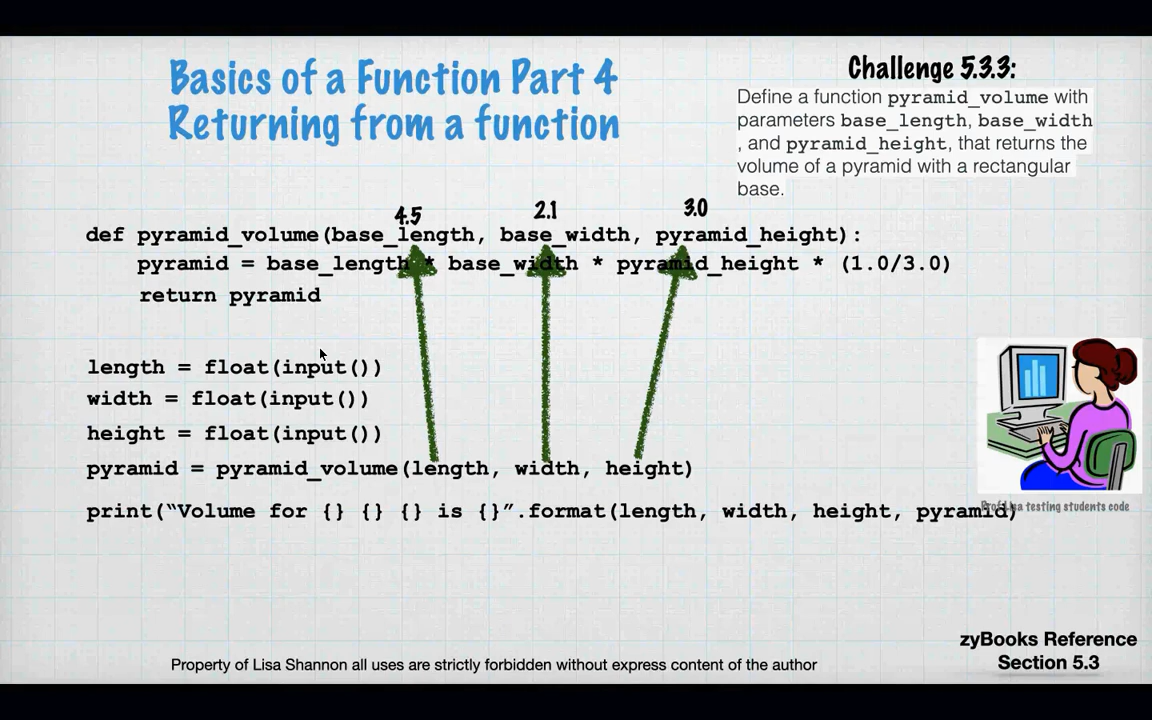 Basics of a Function Part 4
Returning from a function
Challenge 5.3.3:
Define a function pyramid_volume with
parameters base_length, base_width
, and pyramid_height, that returns the
volume of a pyramid with a rectangular
base.
4.5 2.1 3.0
def pyramid_volume(base_length, base_width, pyramid_height):
pyramid = base_length * base_width * pyramid_height * (1.0/3.0)
return pyramid
length = float(input())
width = float(input())
height = float(input())
pyramid = pyramid_volume(length, width, height)
print(“Volume for {} {} {} is {}”.format(length, width, height, pyramid)
Prof Lisa testing students code
zyBooks Reference
Section 5.3
Property of Lisa Shannon all uses are strictly forbidden without express content of the author